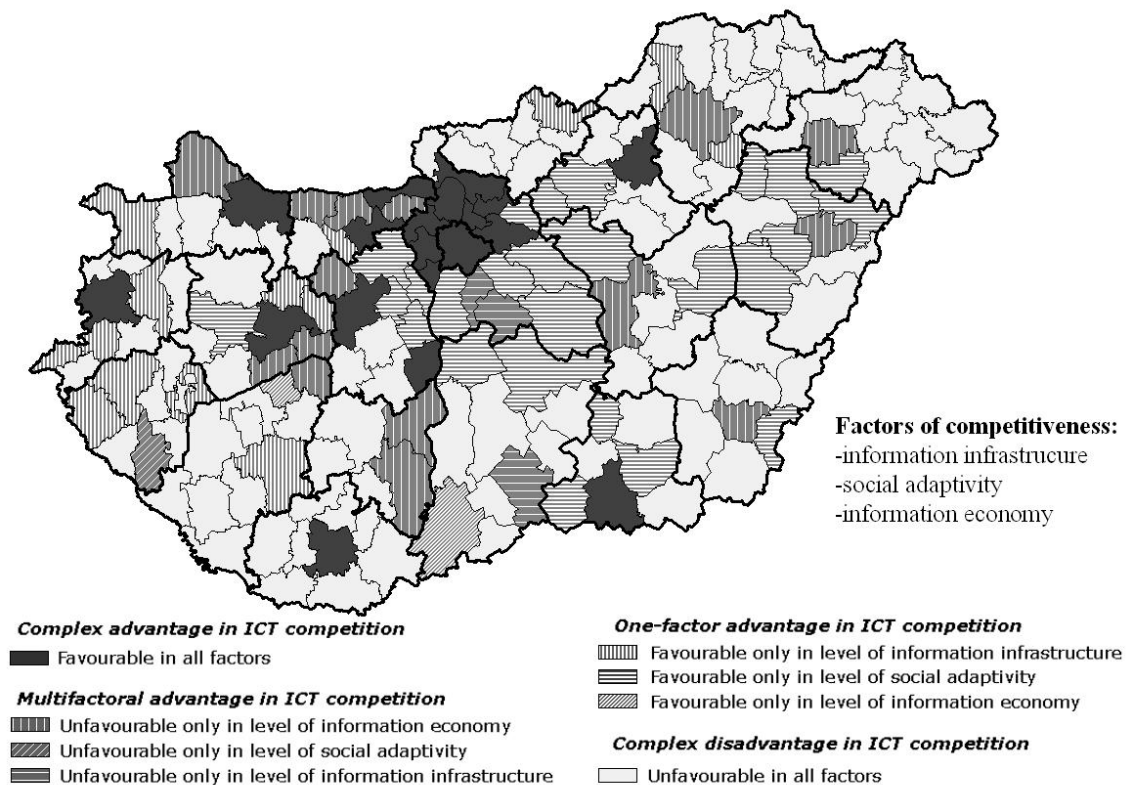 Factors of competitiveness:
-information infrastrucure
-social adaptivity
-information economy
Complex advantage in ICT competition
Favourable in all factors
Multifactoral advantage in ICT competition
Unfavourable only in level of information economy
Unfavourable only in level of social adaptivity
Unfavourable only in level of information infrastructure
One-factor advantage in ICT competition
Favourable only in level of information infrastructure
Favourable only in level of social adaptivity
Favourable only in level of information economy
Complex disadvantage in ICT competition
Unfavourable in all factors